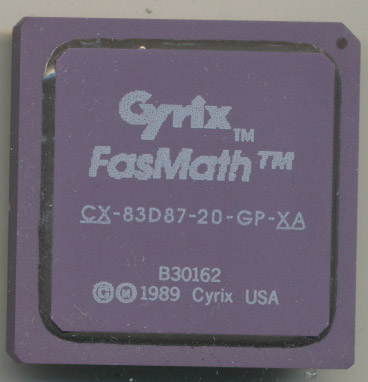 Cyrix™
FasMath™
CX-83D87-20-GP-XA
B30162
©Ⓜ1989 Cyrix USA